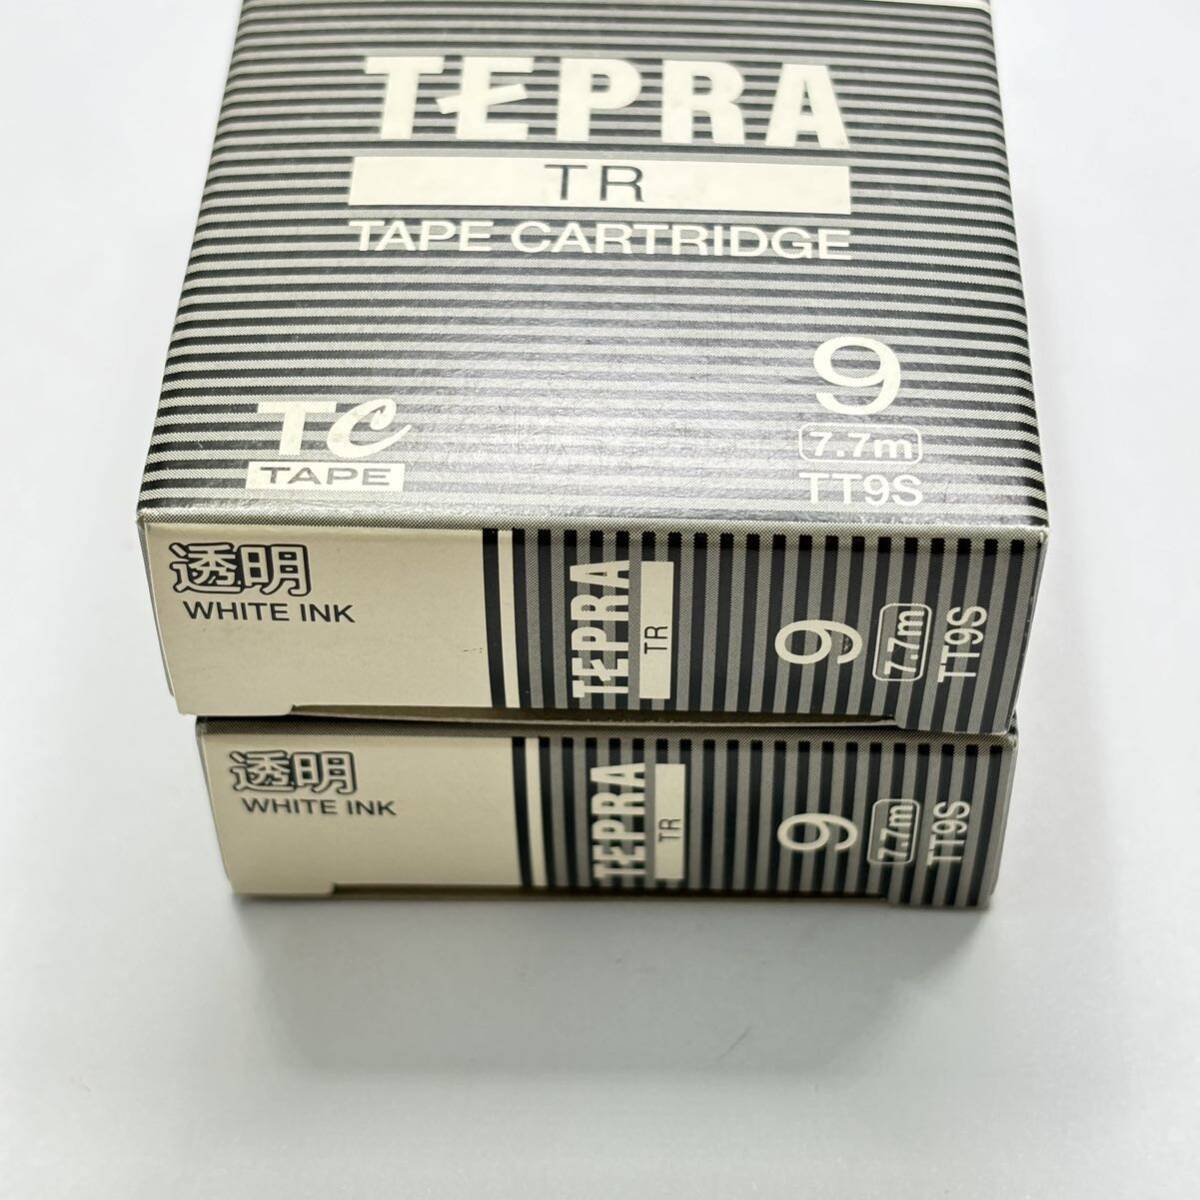 TEPRA
TR
TAPE CARTRIDGE
9
7.7m
TT9S
TC
TAPE
透明
WHITE INK
TEPRA
TR
9
7.7m
TT9S
透明
WHITE INK
TEPRA
TR
9
7.7m
TT9S